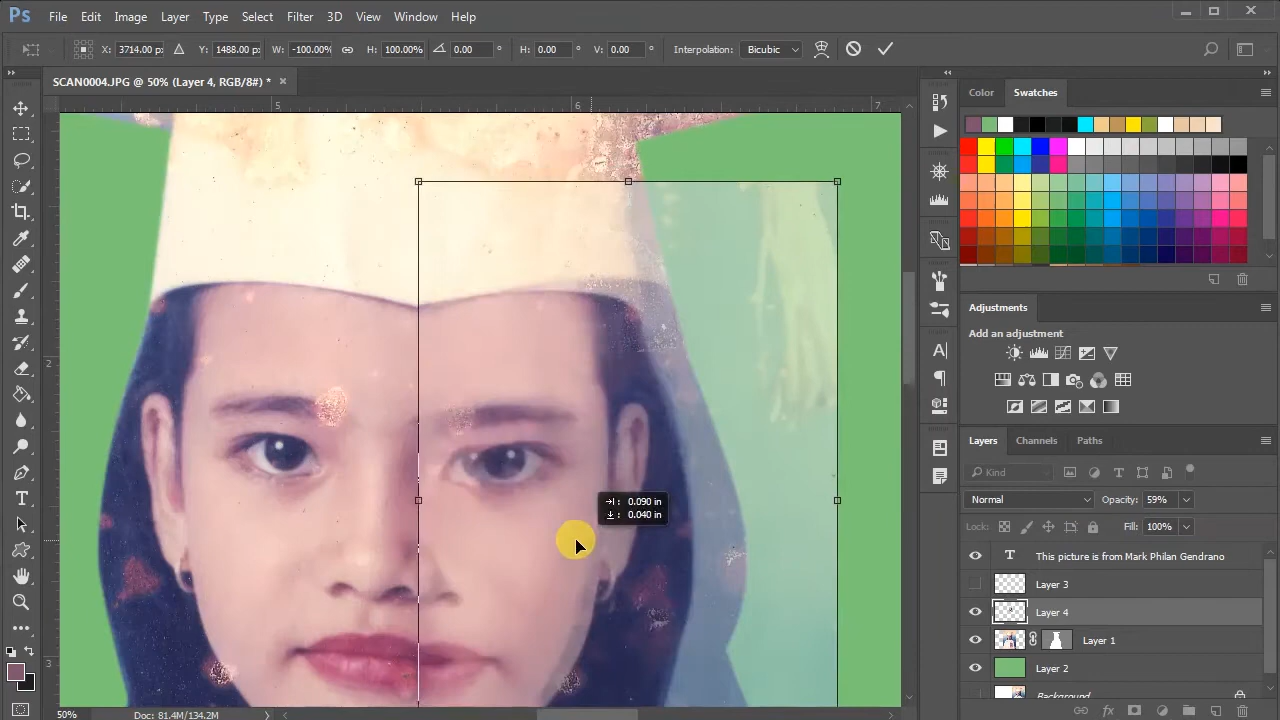 Ps File Edit Image Layer Type Select Filter 3D View Window Help
X: 3714.00 px Y: 1488.00 px W: -100.00% H: 100.00% 0.00 ° H: 0.00 ° V: 0.00 ° Interpolation: Bicubic
SCAN0004.JPG @ 50% (Layer 4, RGB/8#) * ×
5 6 7
2
3
→|: 0.090 in
0.040 in
50% Doc: 81.4M/134.2M
Color Swatches
Adjustments
Add an adjustment
Layers Channels Paths
Kind
Normal Opacity: 59%
Lock: Fill: 100%
This picture is from Mark Philan Gendrano
Layer 3
Layer 4
Layer 1
Layer 2
Background